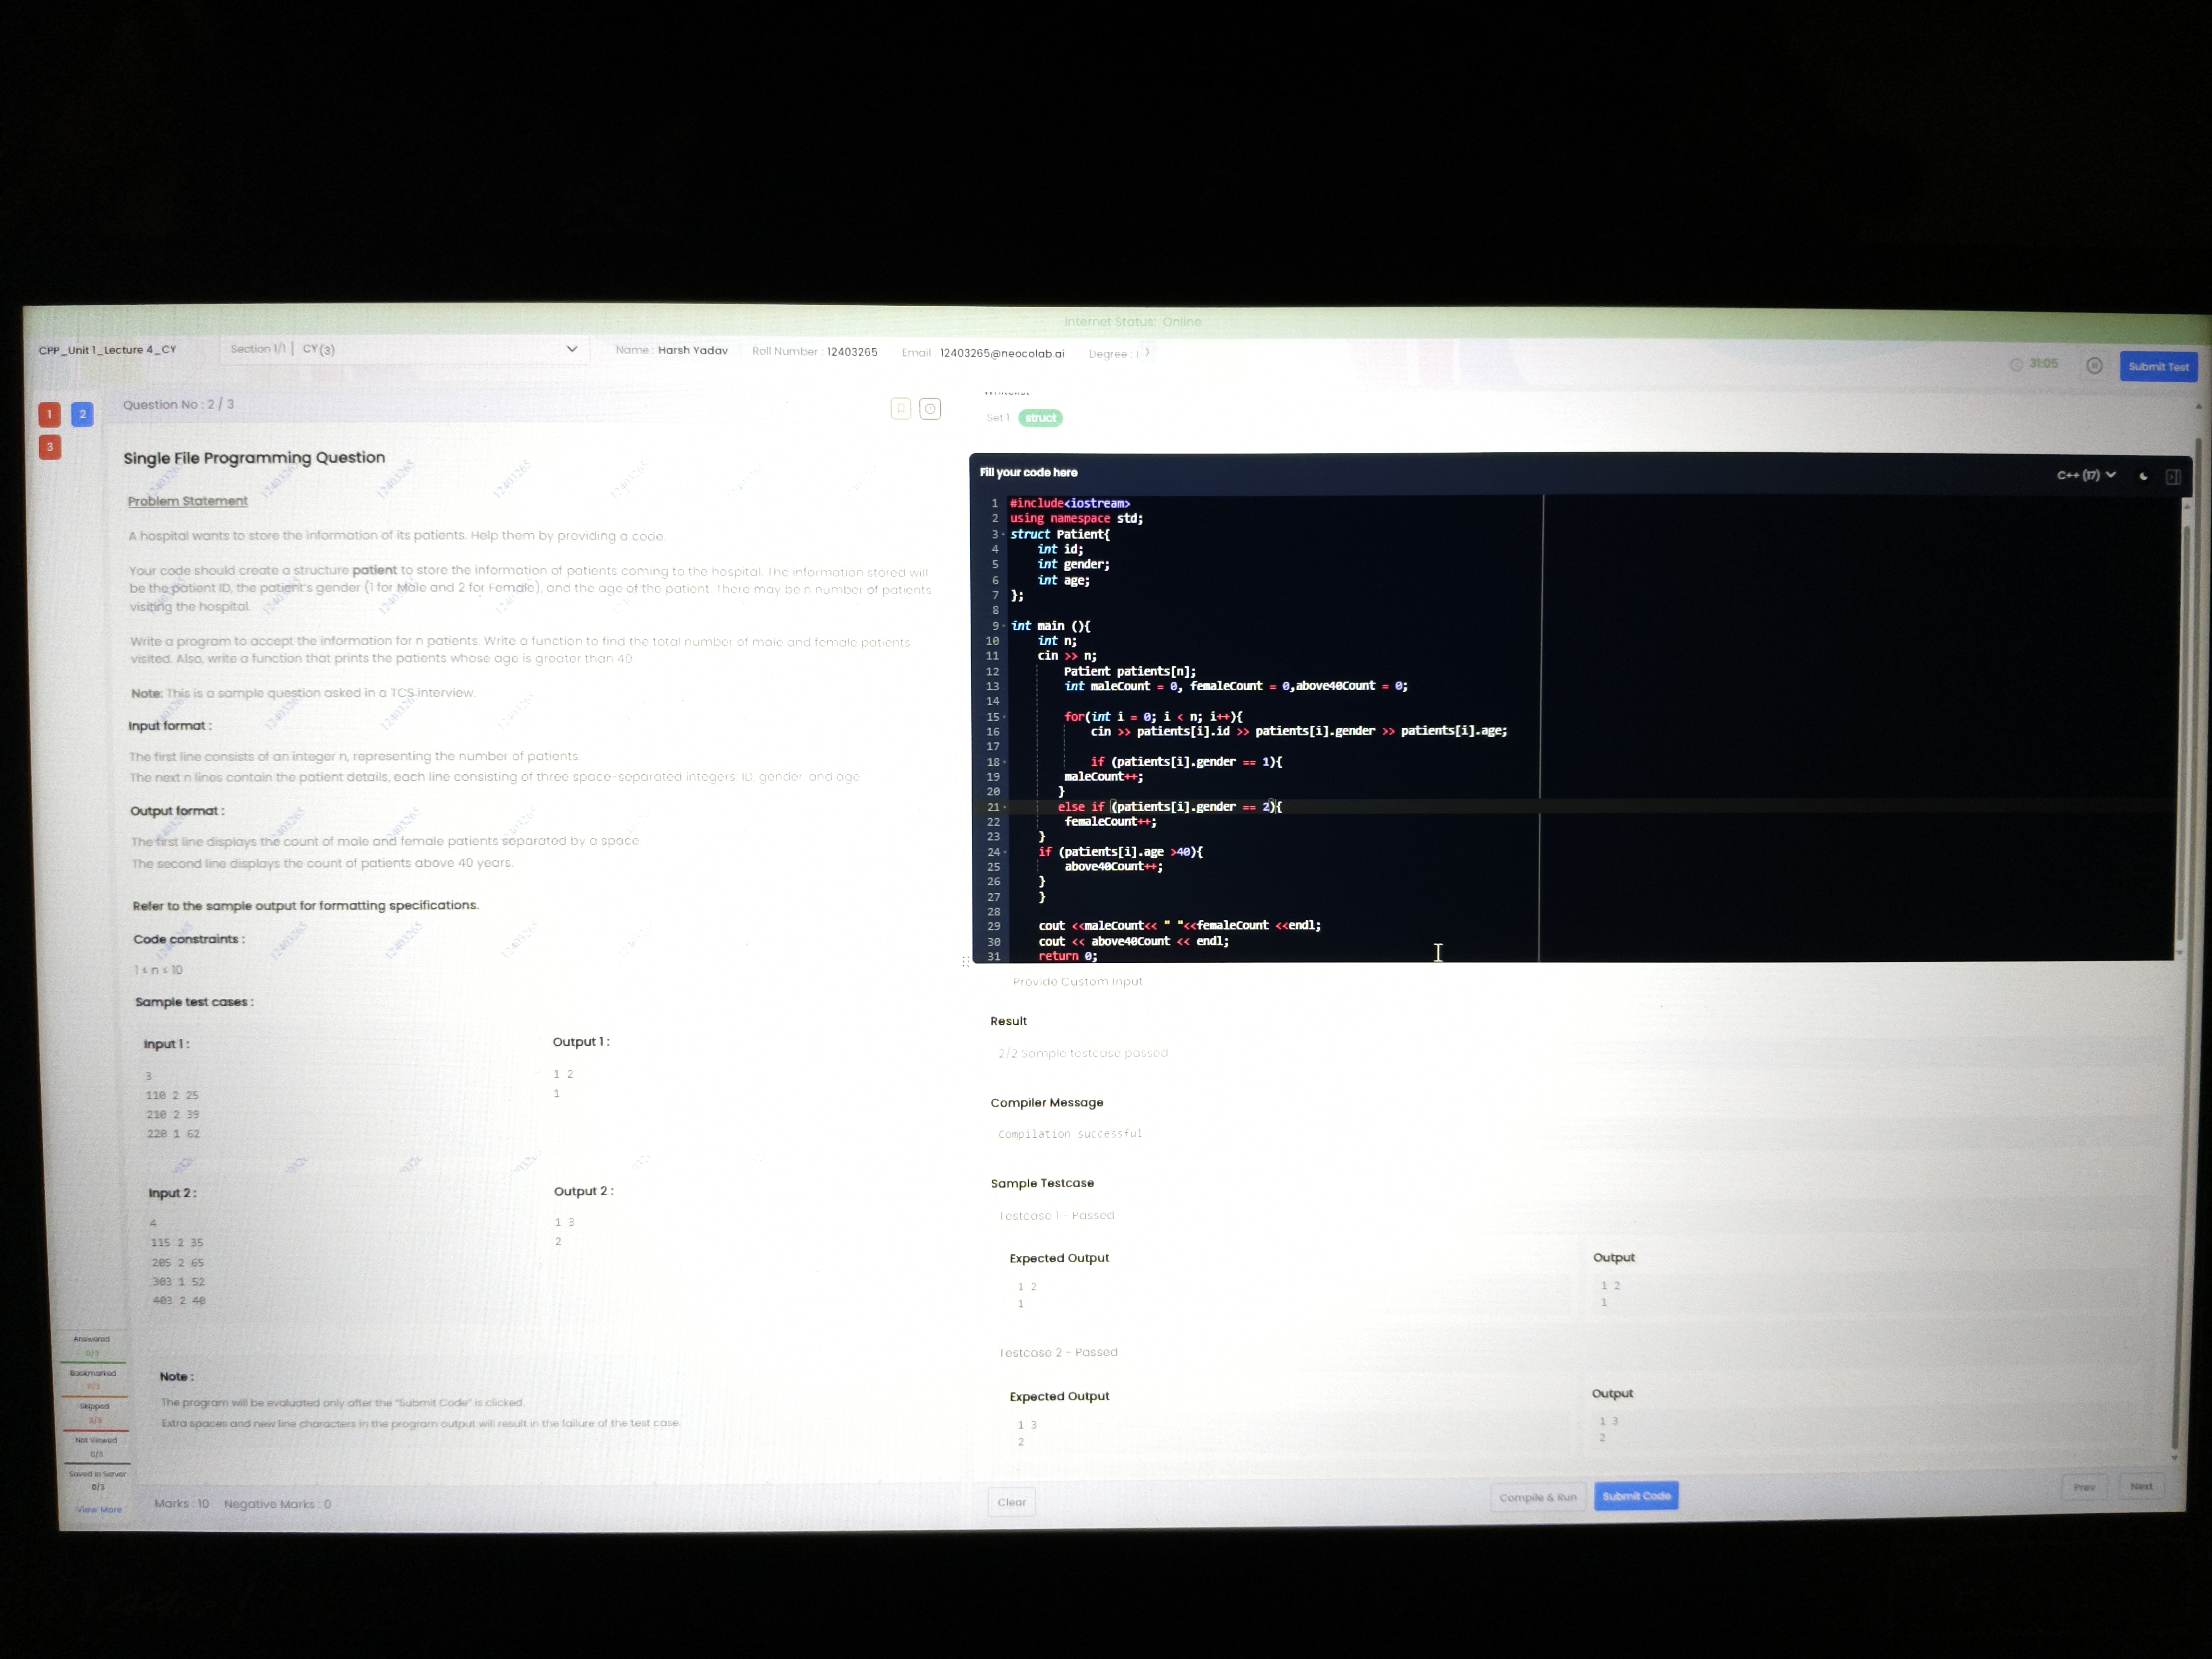 Internet Status: Online
CPP_Unit 1_Lecture 4_CY
Section 1/1 | CY(3)
Name : Harsh Yadav
Roll Number : 12403265
Email : 12403265@neocolab.ai
Degree :
31:05
Submit Test
1
2
3
Question No : 2 / 3
Single File Programming Question
Problem Statement
A hospital wants to store the information of its patients. Help them by providing a code.
Your code should create a structure patient to store the information of patients coming to the hospital. The information stored will
be the patient ID, the patient's gender (1 for Male and 2 for Female), and the age of the patient. There may be n number of patients
visiting the hospital.
Write a program to accept the information for n patients. Write a function to find the total number of male and female patients
visited. Also, write a function that prints the patients whose age is greater than 40.
Note: This is a sample question asked in a TCS interview.
Input format :
The first line consists of an integer n, representing the number of patients.
The next n lines contain the patient details, each line consisting of three space-separated integers: ID, gender, and age
Output format :
The first line displays the count of male and female patients separated by a space.
The second line displays the count of patients above 40 years.
Refer to the sample output for formatting specifications.
Code constraints :
1 ≤ n ≤ 10
Sample test cases :
Input 1 :
3
110 2 25
210 2 39
220 1 62
Output 1 :
1 2
1
Input 2 :
4
115 2 35
205 2 65
303 1 52
403 2 40
Output 2 :
1 3
2
Note :
The program will be evaluated only after the "Submit Code" is clicked.
Extra spaces and new line characters in the program output will result in the failure of the test case.
Answered
0/3
Bookmarked
0/3
Skipped
Not Viewed
0/3
Saved in Server
0/3
View More
Marks : 10 Negative Marks : 0
Whitelist
Set 1: struct
Fill your code here
C++ (17)
1 #include<iostream>
2 using namespace std;
3 struct Patient{
4 int id;
5 int gender;
6 int age;
7 };
8
9 int main (){
10 int n;
11 cin >> n;
12 Patient patients[n];
13 int maleCount = 0, femaleCount = 0,above40Count = 0;
14
15 for(int i = 0; i < n; i++){
16 cin >> patients[i].id >> patients[i].gender >> patients[i].age;
17
18 if (patients[i].gender == 1){
19 maleCount++;
20 }
21 else if (patients[i].gender == 2){
22 femaleCount++;
23 }
24 if (patients[i].age >40){
25 above40Count++;
26 }
27 }
28
29 cout <<maleCount<< " "<<femaleCount <<endl;
30 cout << above40Count << endl;
31 return 0;
Provide Custom Input
Result
2/2 Sample testcase passed
Compiler Message
Compilation successful
Sample Testcase
Testcase 1 - Passed
Expected Output
1 2
1
Output
1 2
1
Testcase 2 - Passed
Expected Output
1 3
2
Output
1 3
2
Clear
Compile & Run
Submit Code
Prev
Next